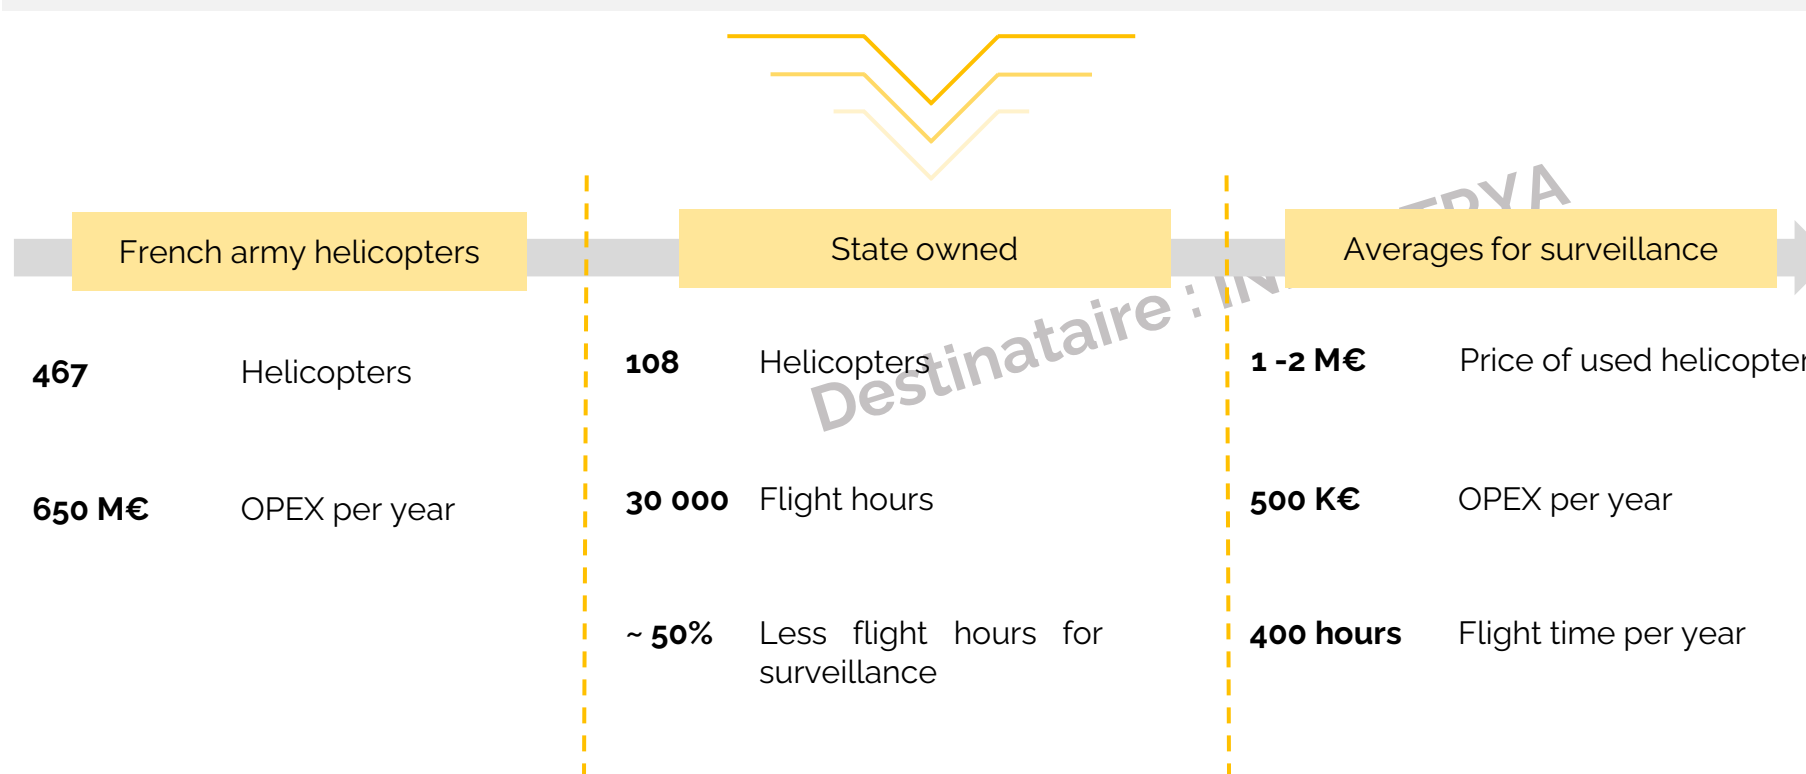 French army helicopters
467 Helicopters
650 M€ OPEX per year
State owned
108 Helicopters
30 000 Flight hours
~ 50% Less flight hours for
surveillance
Averages for surveillance
1 -2 M€ Price of used helicopter
500 K€ OPEX per year
400 hours Flight time per year
Destinataire :